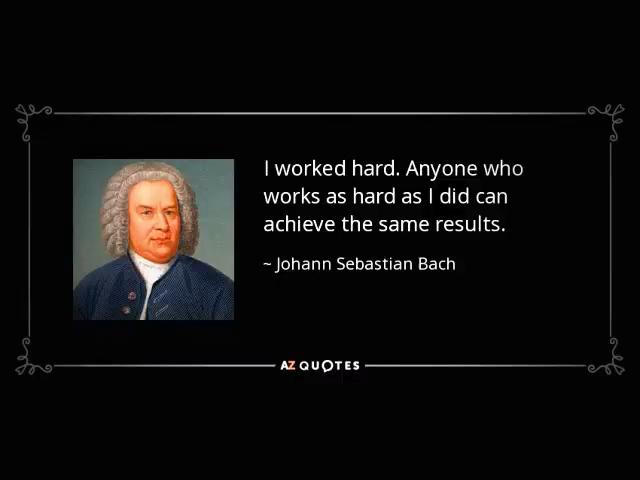 I worked hard. Anyone who
works as hard as I did can
achieve the same results.
~ Johann Sebastian Bach
AZ QUOTES